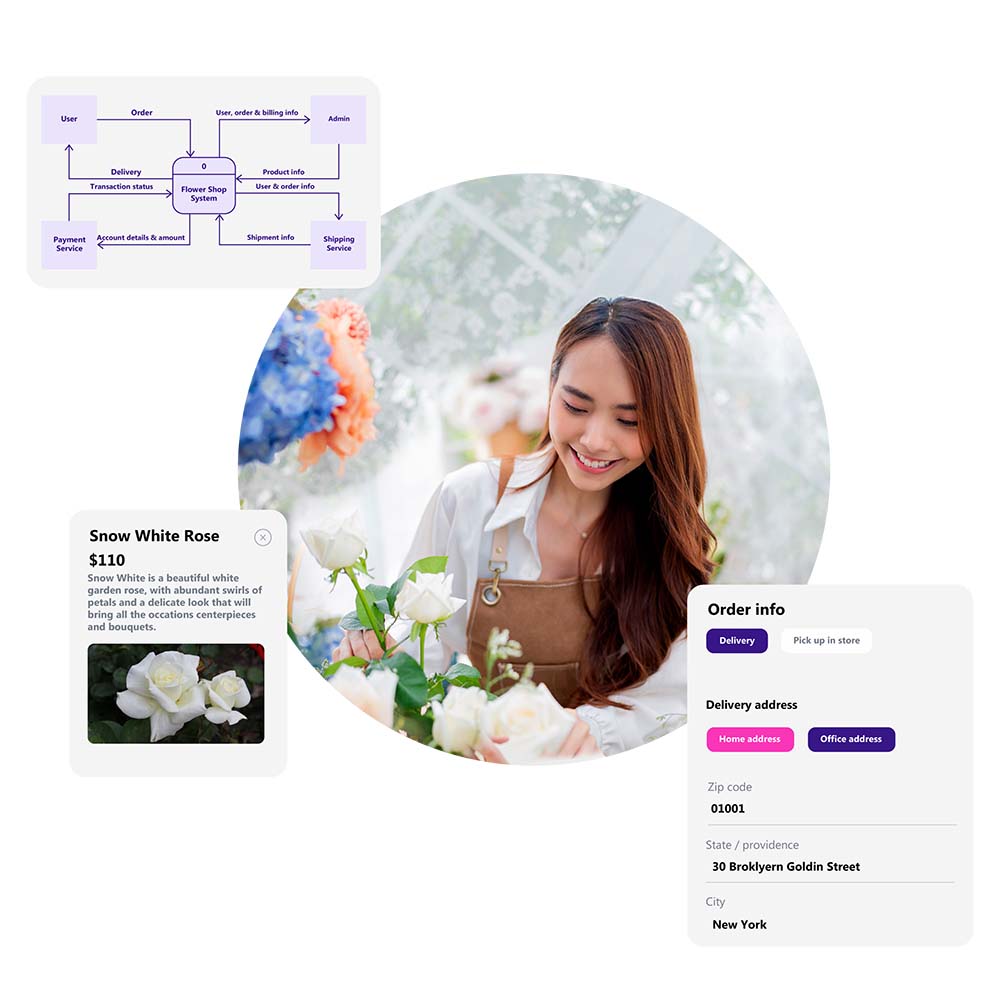 User
Order
User, order & billing info
Admin
0
Flower Shop
System
Delivery
Product info
Transaction status
User & order info
Payment
Service
Account details & amount
Shipment info
Shipping
Service
Snow White Rose
$110
Snow White is a beautiful white
garden rose, with abundant swirls of
petals and a delicate look that will
bring all the occations centerpieces
and bouquets.
Order info
Delivery
Pick up in store
Delivery address
Home address
Office address
Zip code
01001
State / providence
30 Broklyern Goldin Street
City
New York